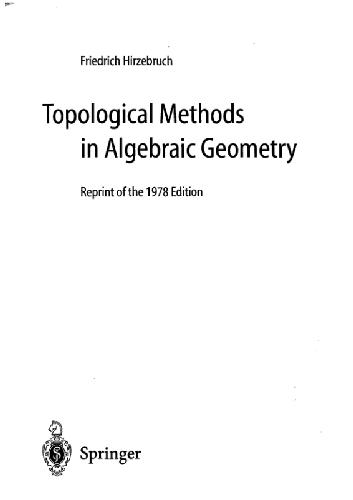 Friedrich Hirzebruch
Topological Methods
in Algebraic Geometry
Reprint of the 1978 Edition
Springer